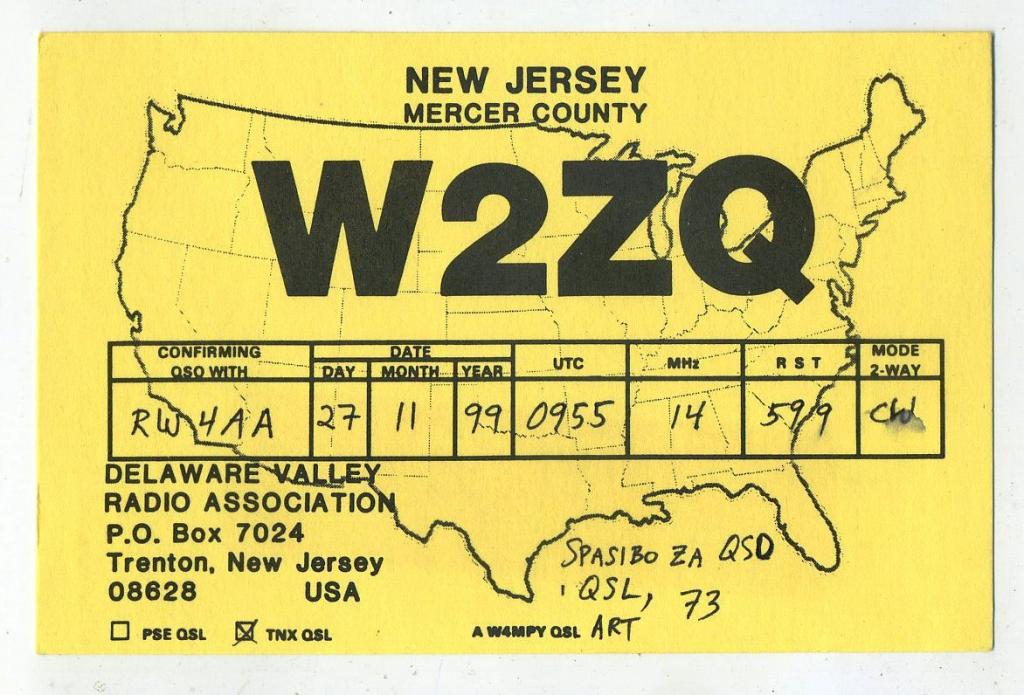 NEW JERSEY
MERCER COUNTY
W2ZQ
CONFIRMING QSO WITH DATE DAY MONTH YEAR UTC MHz RST MODE 2-WAY
RW4AA 27 11 99 0955 14 599 CW
DELAWARE VALLEY
RADIO ASSOCIATION
P.O. Box 7024
Trenton, New Jersey
08628 USA
SPASIBO ZA QSO
i QSL, 73
ART
PSE QSL TNX QSL A W4MPY QSL